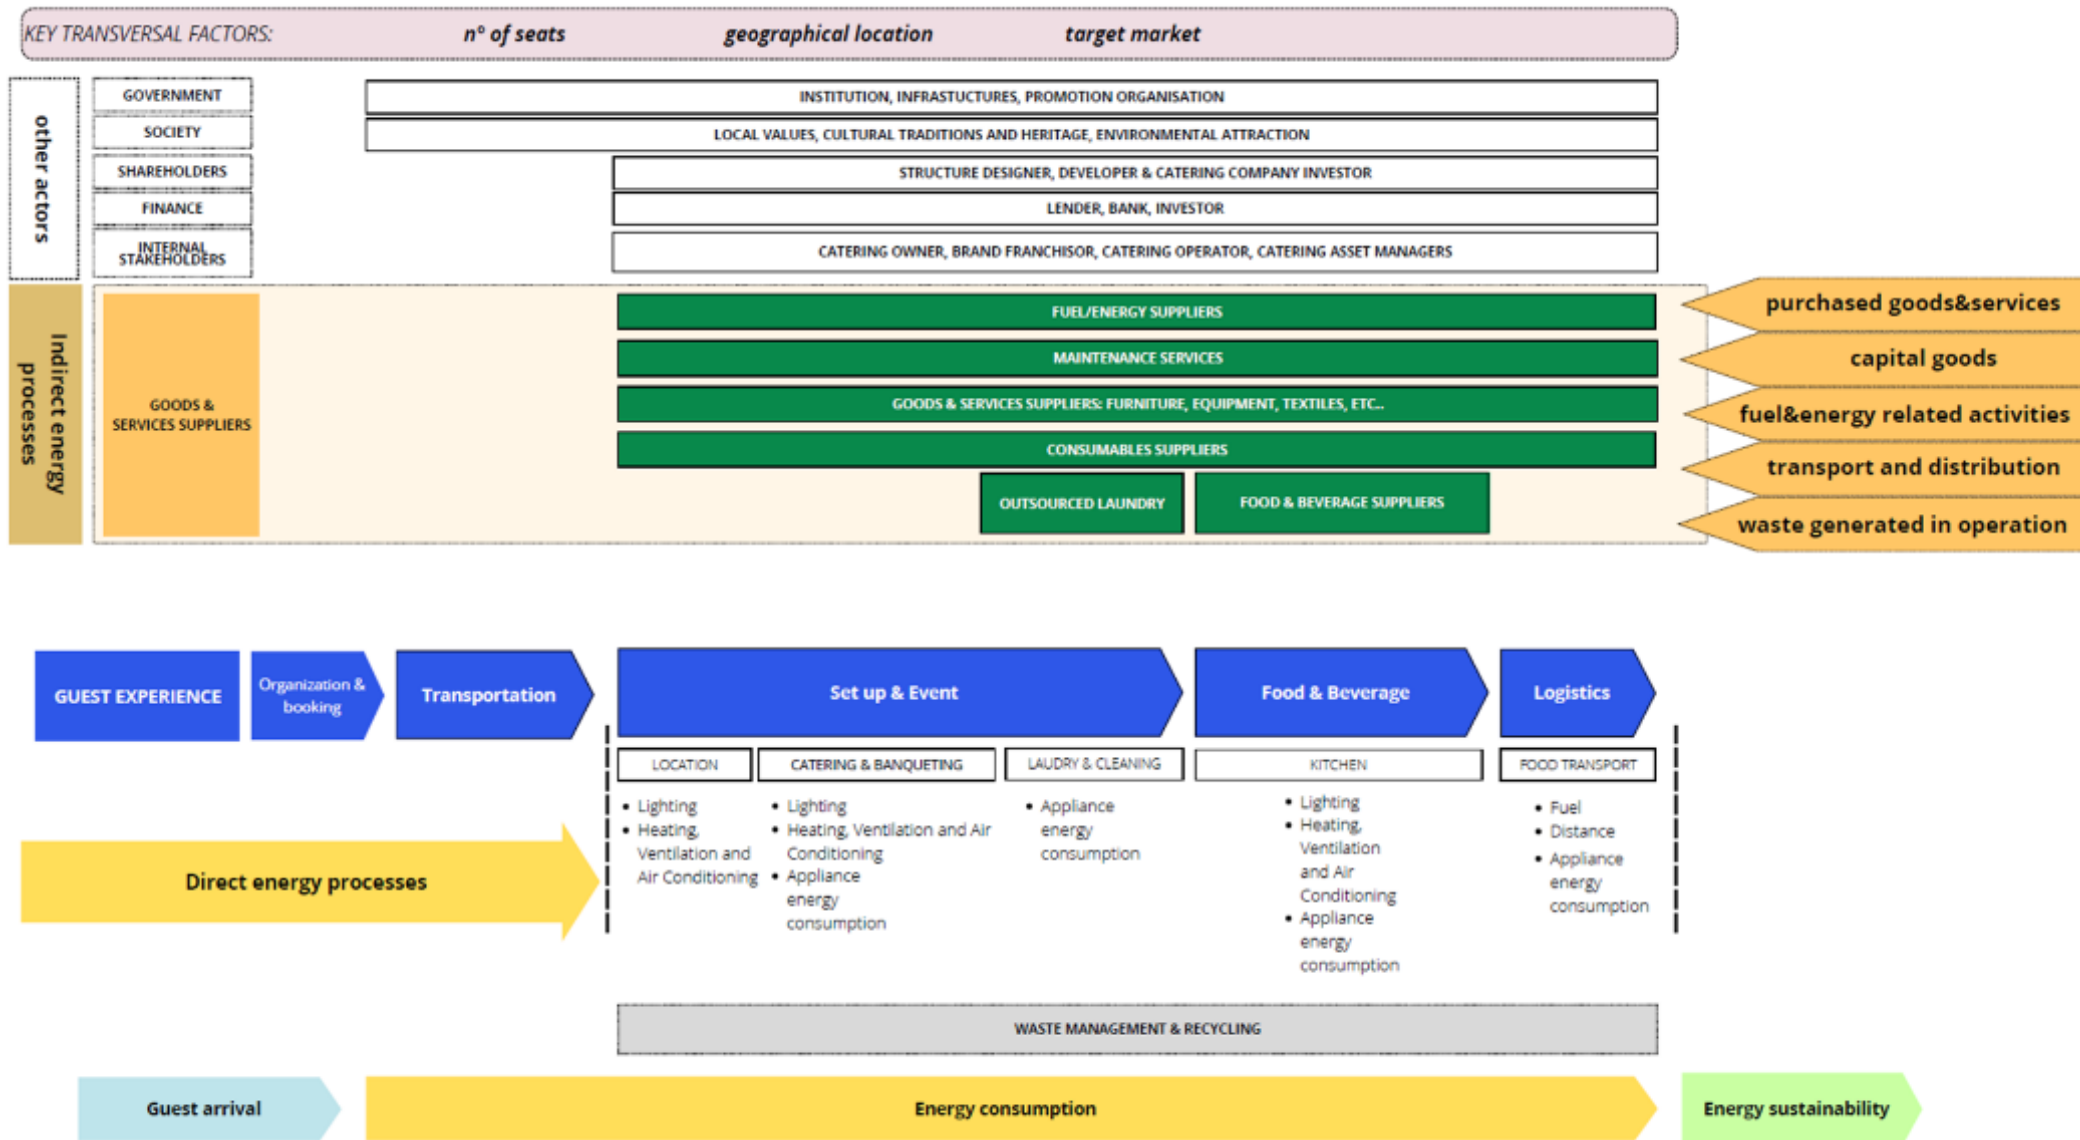 KEY TRANSVERSAL FACTORS: nº of seats geographical location target market
other actors
GOVERNMENT
INSTITUTION, INFRASTUCTURES, PROMOTION ORGANISATION
SOCIETY
LOCAL VALUES, CULTURAL TRADITIONS AND HERITAGE, ENVIRONMENTAL ATTRACTION
SHAREHOLDERS
STRUCTURE DESIGNER, DEVELOPER & CATERING COMPANY INVESTOR
FINANCE
LENDER, BANK, INVESTOR
INTERNAL
STAKEHOLDERS
CATERING OWNER, BRAND FRANCHISOR, CATERING OPERATOR, CATERING ASSET MANAGERS
Indirect energy
processes
GOODS &
SERVICES SUPPLIERS
FUEL/ENERGY SUPPLIERS
MAINTENANCE SERVICES
GOODS & SERVICES SUPPLIERS: FURNITURE, EQUIPMENT, TEXTILES, ETC..
CONSUMABLES SUPPLIERS
OUTSOURCED LAUNDRY
FOOD & BEVERAGE SUPPLIERS
purchased goods&services
capital goods
fuel&energy related activities
transport and distribution
waste generated in operation
GUEST EXPERIENCE
Organization &
booking
Transportation
Set up & Event
Food & Beverage
Logistics
Direct energy processes
LOCATION
• Lighting
• Heating,
Ventilation and
Air Conditioning
CATERING & BANQUETING
• Lighting
• Heating, Ventilation and Air
Conditioning
• Appliance
energy
consumption
LAUDRY & CLEANING
• Appliance
energy
consumption
KITCHEN
• Lighting
• Heating,
Ventilation
and Air
Conditioning
• Appliance
energy
consumption
FOOD TRANSPORT
• Fuel
• Distance
• Appliance
energy
consumption
WASTE MANAGEMENT & RECYCLING
Guest arrival
Energy consumption
Energy sustainability